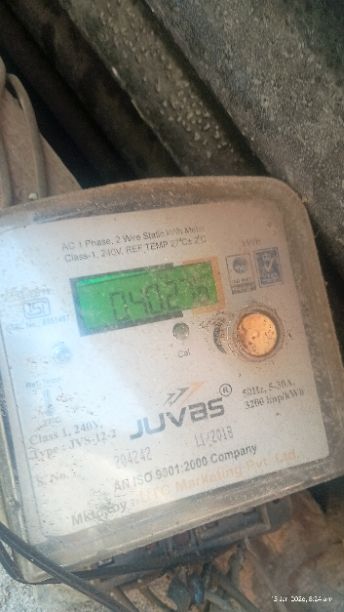 AC 1 Phase, 2 Wire Static kWh Meter
Class-1, 240V, REF TEMP 27°C± 2°C
Cal
JUVAS®
50Hz, 5-30A,
3200 imp/kWh
Class 1, 240V,
Type : JVS-12-2
11/2018
S. No.
204242
AN ISO 9001:2000 Company
Marketing Pvt. Ltd.